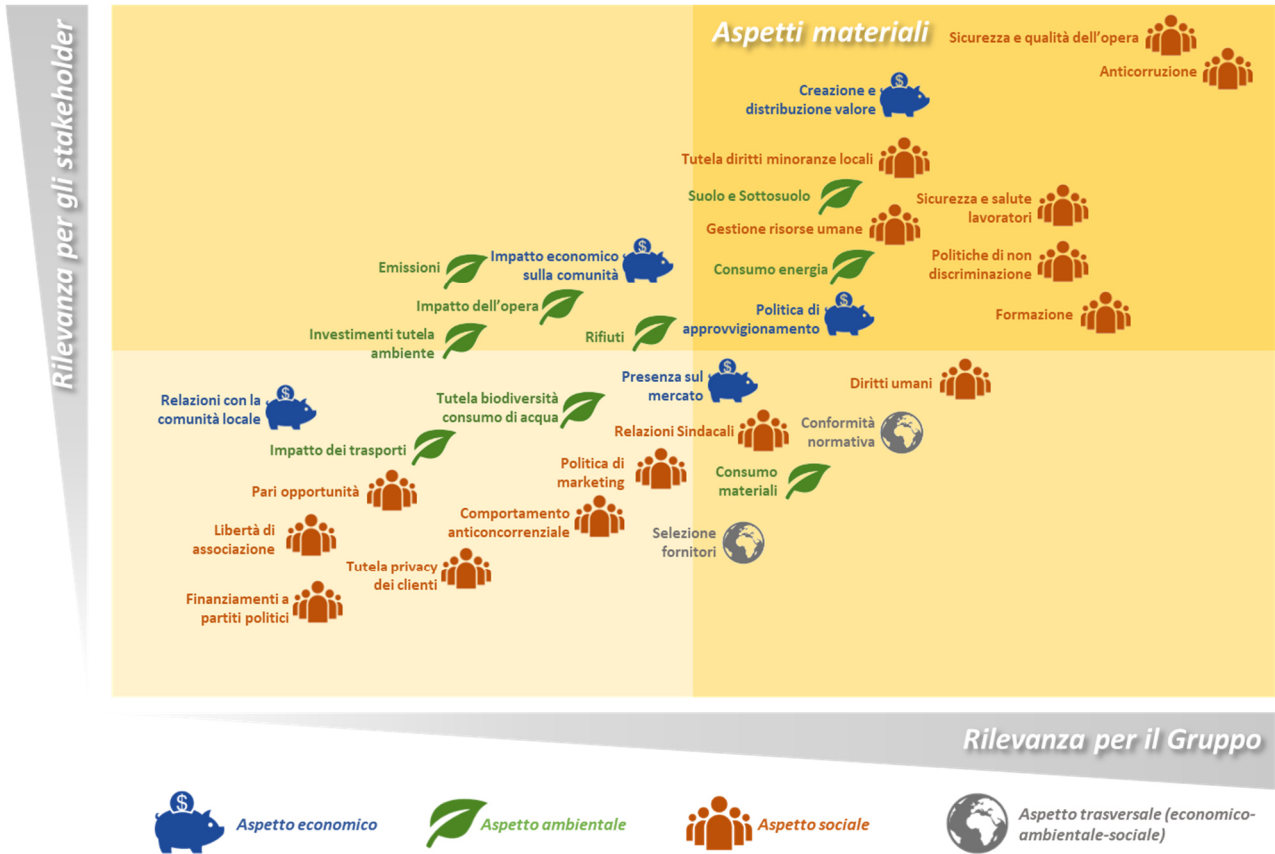 Rilevanza per gli stakeholder
Aspetti materiali
Sicurezza e qualità dell'opera
Anticorruzione
Creazione e
distribuzione valore
Tutela diritti minoranze locali
Suolo e Sottosuolo
Sicurezza e salute
lavoratori
Gestione risorse umane
Emissioni
Impatto economico
sulla comunità
Consumo energia
Politiche di non
discriminazione
Impatto dell'opera
Politica di
approvvigionamento
Formazione
Investimenti tutela
ambiente
Rifiuti
Relazioni con la
comunità locale
Tutela biodiversità
consumo di acqua
Presenza sul
mercato
Diritti umani
Impatto dei trasporti
Relazioni Sindacali
Conformità
normativa
Pari opportunità
Politica di
marketing
Consumo
materiali
Libertà di
associazione
Comportamento
anticoncorrenziale
Selezione
fornitori
Tutela privacy
dei clienti
Finanziamenti a
partiti politici
Rilevanza per il Gruppo
Aspetto economico
Aspetto ambientale
Aspetto sociale
Aspetto trasversale (economico-
ambientale-sociale)